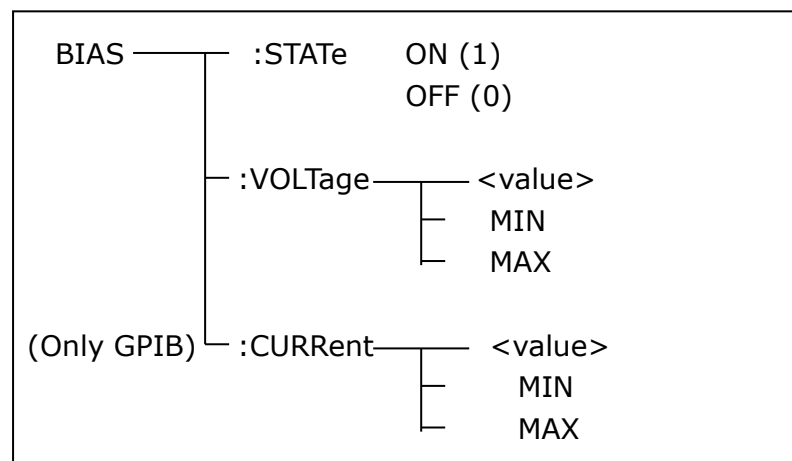 BIAS :STATe ON (1)
OFF (0)
:VOLTage <value>
MIN
MAX
(Only GPIB) :CURRent <value>
MIN
MAX